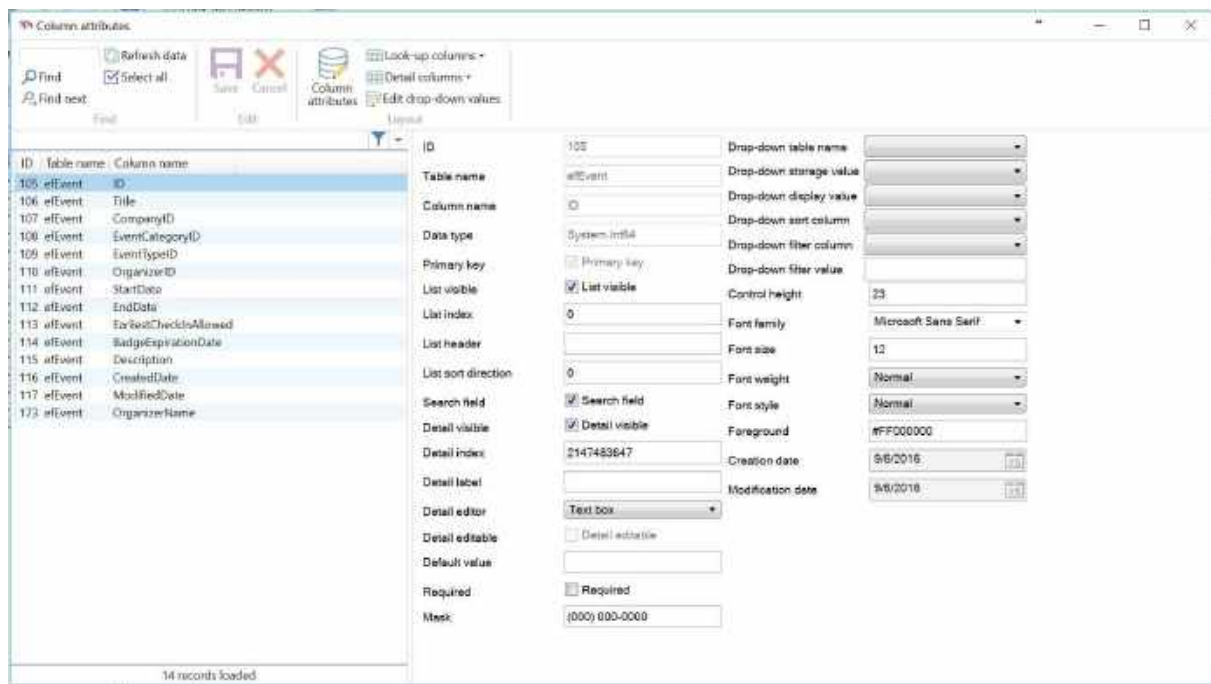 Column attributes
Refresh data
Find
Select all
Find next
Find
Save
Cancel
Edit
Column attributes
Look-up columns
Detail columns
Edit drop-down values
Layout
ID Table name Column name
105 efEvent ID
106 efEvent Title
107 efEvent CompanyID
108 efEvent EventCategoryID
109 efEvent EventTypeID
110 efEvent OrganizerID
111 efEvent StartDate
112 efEvent EndDate
113 efEvent EarliestCheckInAllowed
114 efEvent BadgeExpirationDate
115 efEvent Description
116 efEvent CreatedDate
117 efEvent ModifiedDate
173 efEvent OrganizerName
14 records loaded
ID 105
Table name efEvent
Column name ID
Data type System.Int64
Primary key Primary key
List visible List visible
List index 0
List header
List sort direction 0
Search field Search field
Detail visible Detail visible
Detail index 2147483647
Detail label
Detail editor Text box
Detail editable Detail editable
Default value
Required Required
Mask (000) 000-0000
Drop-down table name
Drop-down storage value
Drop-down display value
Drop-down sort column
Drop-down filter column
Drop-down filter value
Control height 23
Font family Microsoft Sans Serif
Font size 12
Font weight Normal
Font style Normal
Foreground #FF000000
Creation date 9/6/2016
Modification date 9/6/2016